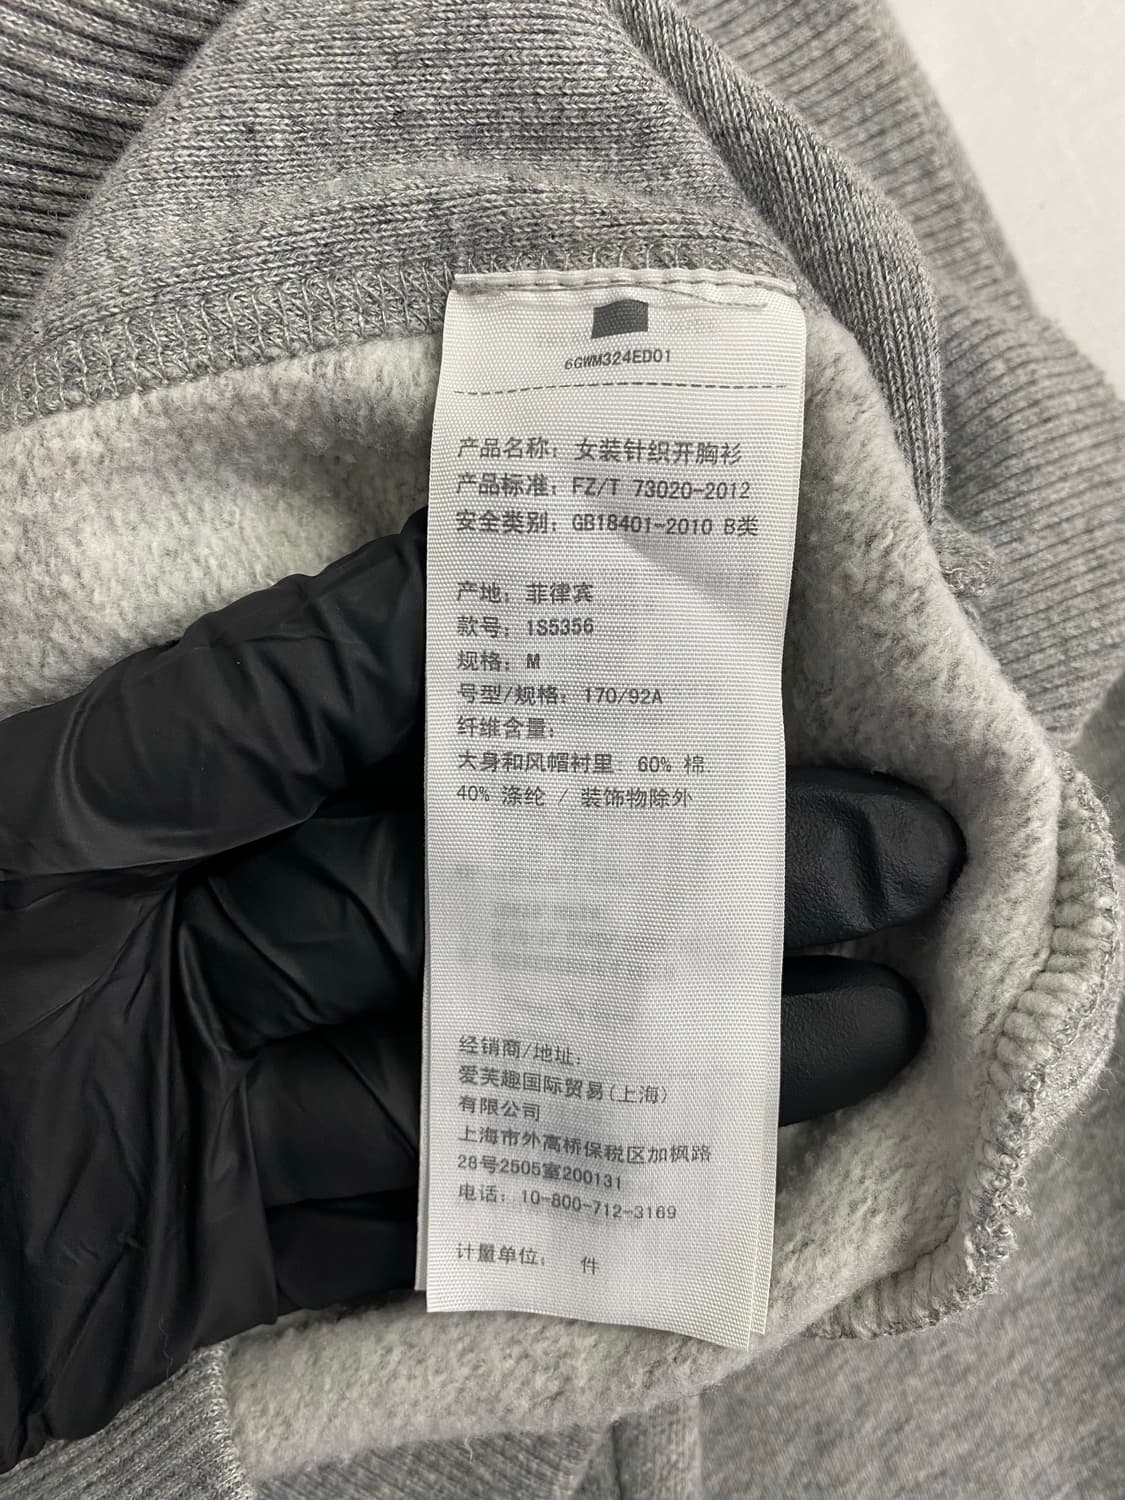 6GWM324ED01
产品名称: 女装针织开胸衫
产品标准: FZ/T 73020-2012
安全类别: GB18401-2010 B类
产地: 菲律宾
款号: 1S5356
规格: M
号型/规格: 170/92A
纤维含量:
大身和风帽衬里: 60% 棉
40% 涤纶 / 装饰物除外
经销商/地址:
爱芙趣国际贸易(上海)
有限公司
上海市外高桥保税区加枫路
28号2505室200131
电话: 10-800-712-3169
计量单位: 件